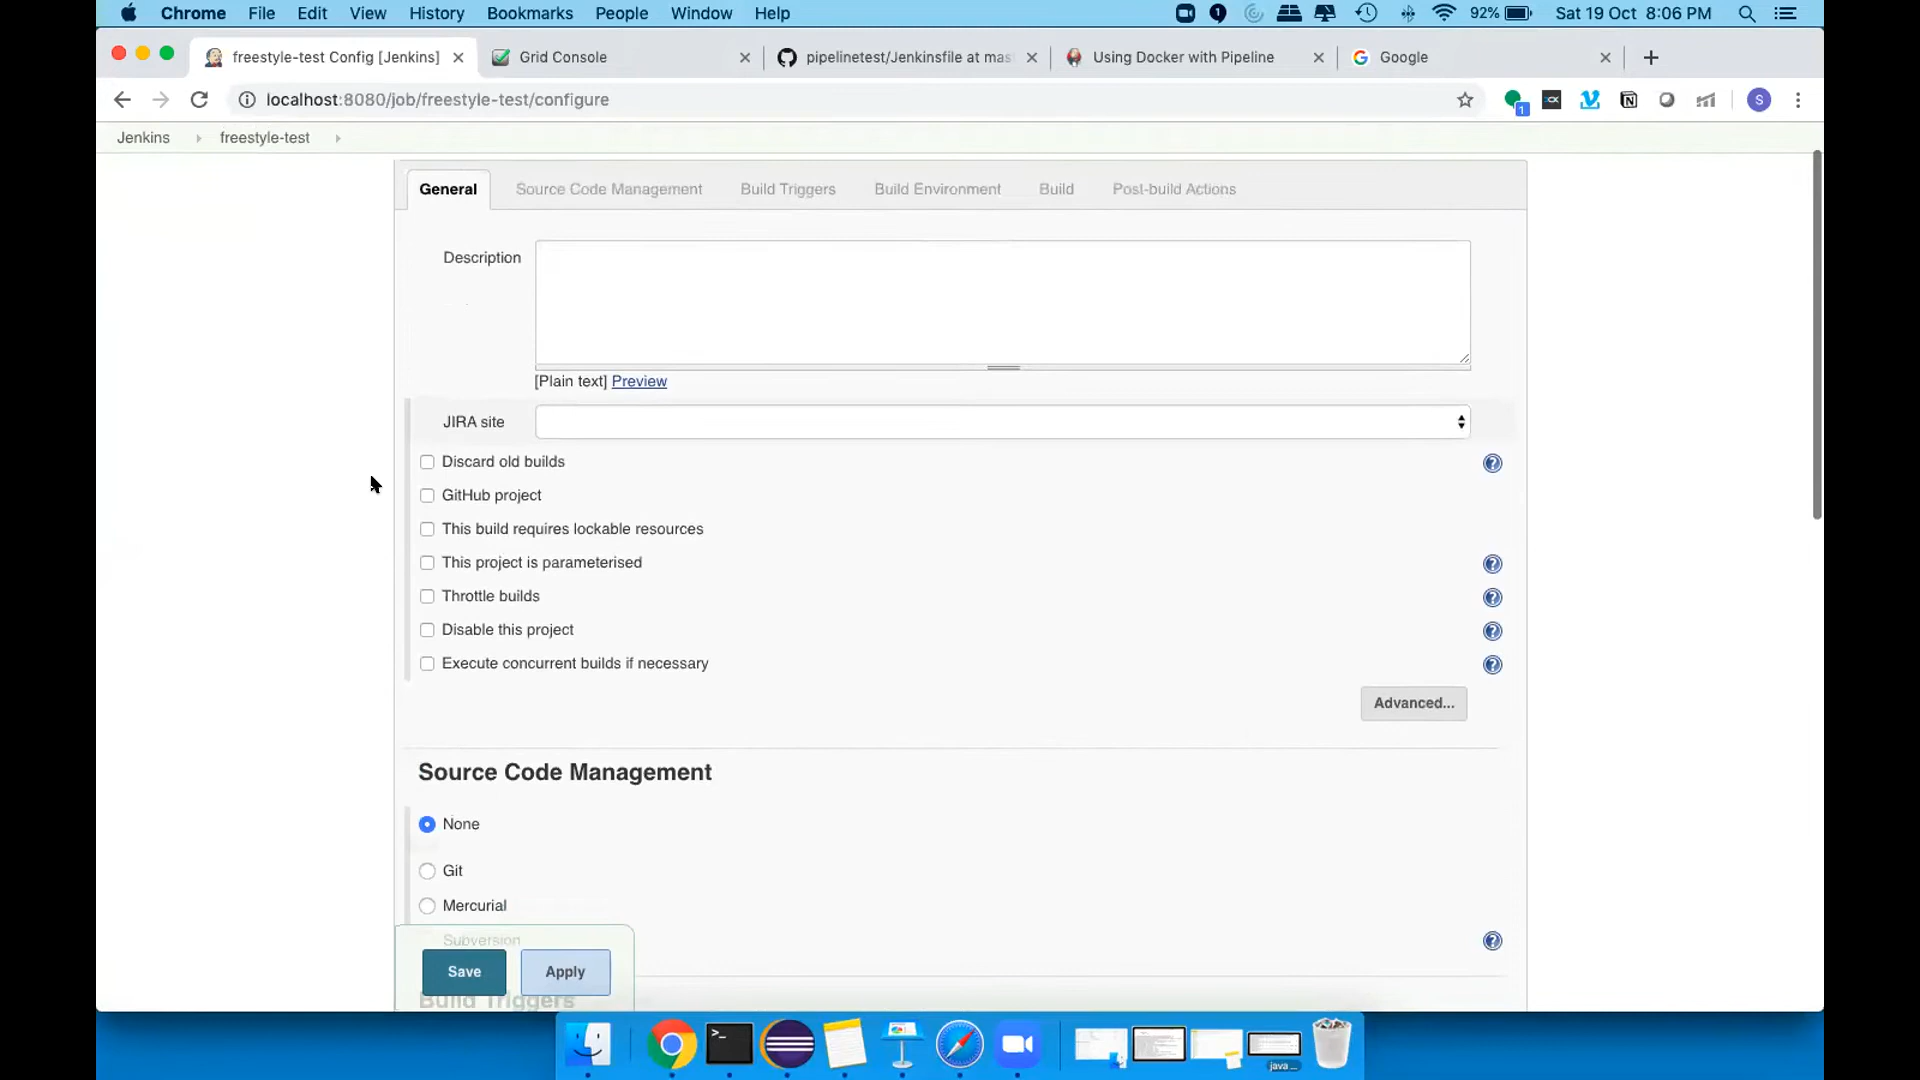 Chrome File Edit View History Bookmarks People Window Help 1 92% Sat 19 Oct 8:06 PM
freestyle-test Config [Jenkins] Grid Console pipelinetest/Jenkinsfile at mas Using Docker with Pipeline Google
localhost:8080/job/freestyle-test/configure 1 S
Jenkins freestyle-test
General Source Code Management Build Triggers Build Environment Build Post-build Actions
Description
[Plain text] Preview
JIRA site
Discard old builds
GitHub project
This build requires lockable resources
This project is parameterised
Throttle builds
Disable this project
Execute concurrent builds if necessary
Advanced...
Source Code Management
None
Git
Mercurial
Subversion
Save Apply
Build Triggers
java...